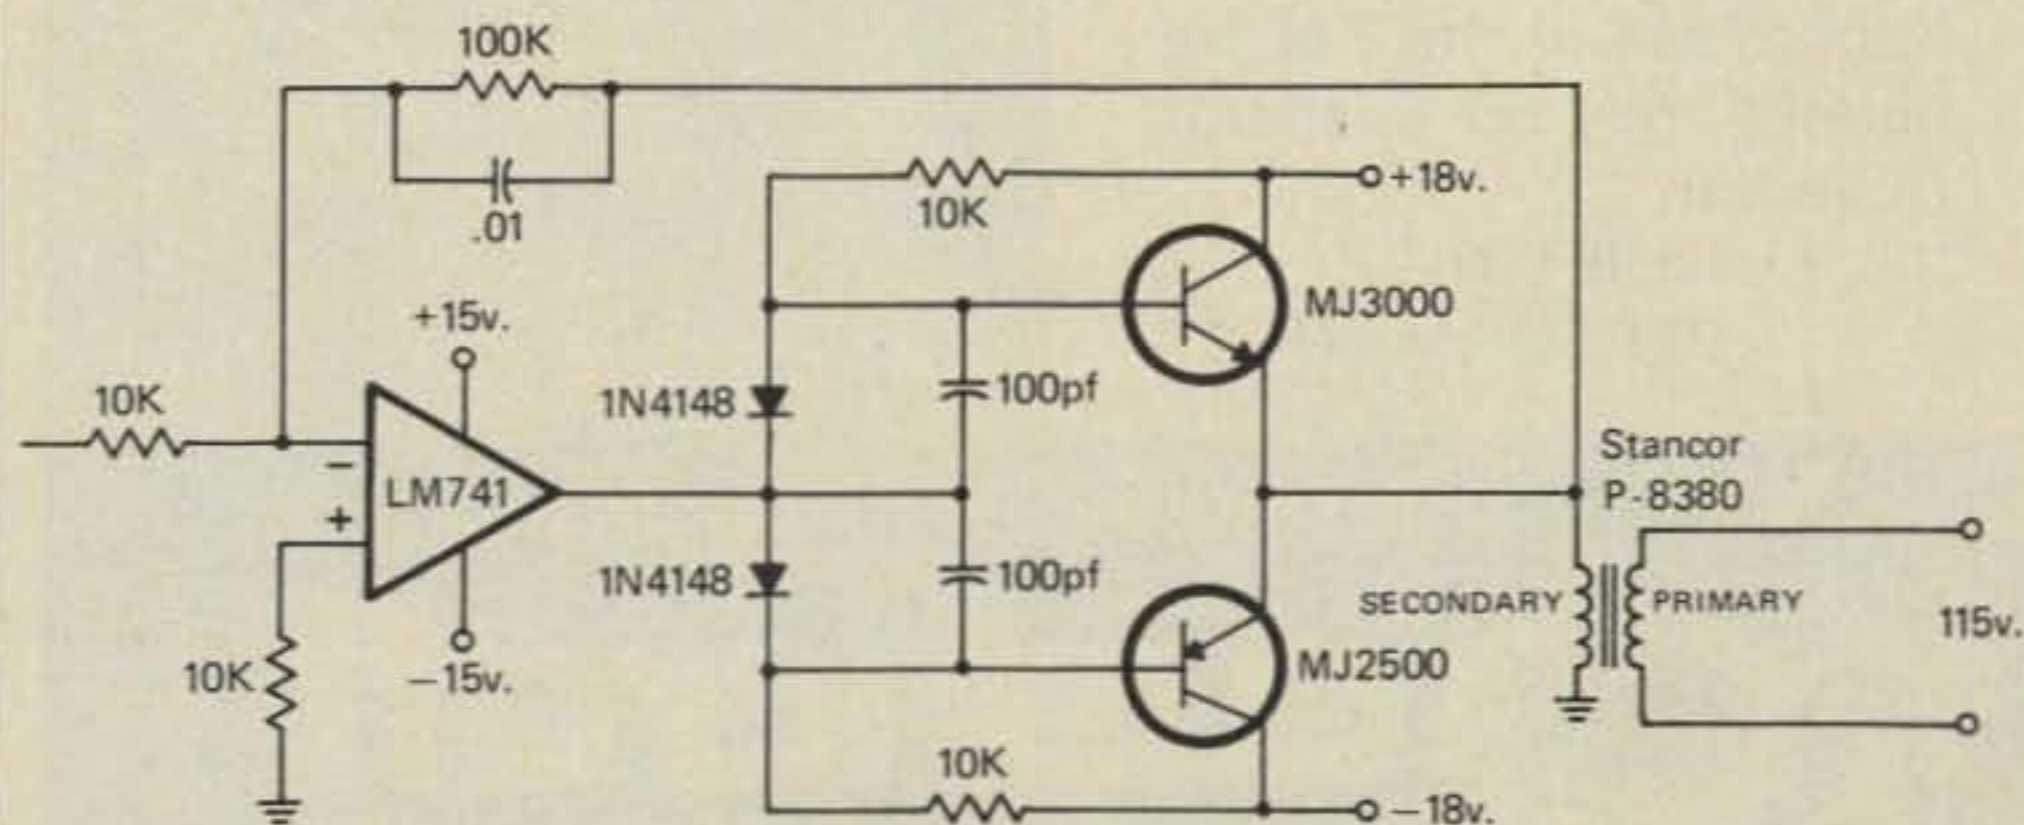 100K
.01
+18v.
10K
MJ3000
+15v.
10K
1N4148
100pf
Stancor
P-8380
−
LM741
+
1N4148
100pf
SECONDARY
PRIMARY
115v.
10K
−15v.
MJ2500
10K
−18v.